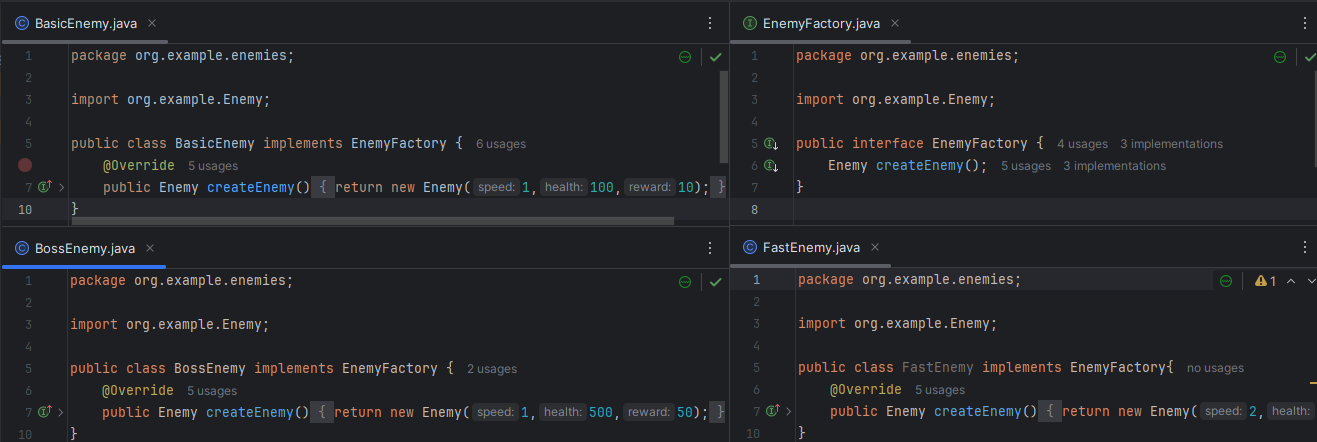 BasicEnemy.java
1 package org.example.enemies;
2
3 import org.example.Enemy;
4
5 public class BasicEnemy implements EnemyFactory { 6 usages
@Override 5 usages
7 public Enemy createEnemy() { return new Enemy( speed: 1, health: 100, reward: 10); }
10 }
EnemyFactory.java
1 package org.example.enemies;
2
3 import org.example.Enemy;
4
5 public interface EnemyFactory { 4 usages 3 implementations
6 Enemy createEnemy(); 5 usages 3 implementations
7 }
8
BossEnemy.java
1 package org.example.enemies;
2
3 import org.example.Enemy;
4
5 public class BossEnemy implements EnemyFactory { 2 usages
6 @Override 5 usages
7 public Enemy createEnemy() { return new Enemy( speed: 1, health: 500, reward: 50); }
10 }
FastEnemy.java
1 package org.example.enemies; 1
2
3 import org.example.Enemy;
4
5 public class FastEnemy implements EnemyFactory{ no usages
6 @Override 5 usages
7 public Enemy createEnemy() { return new Enemy( speed: 2, health:
10 }